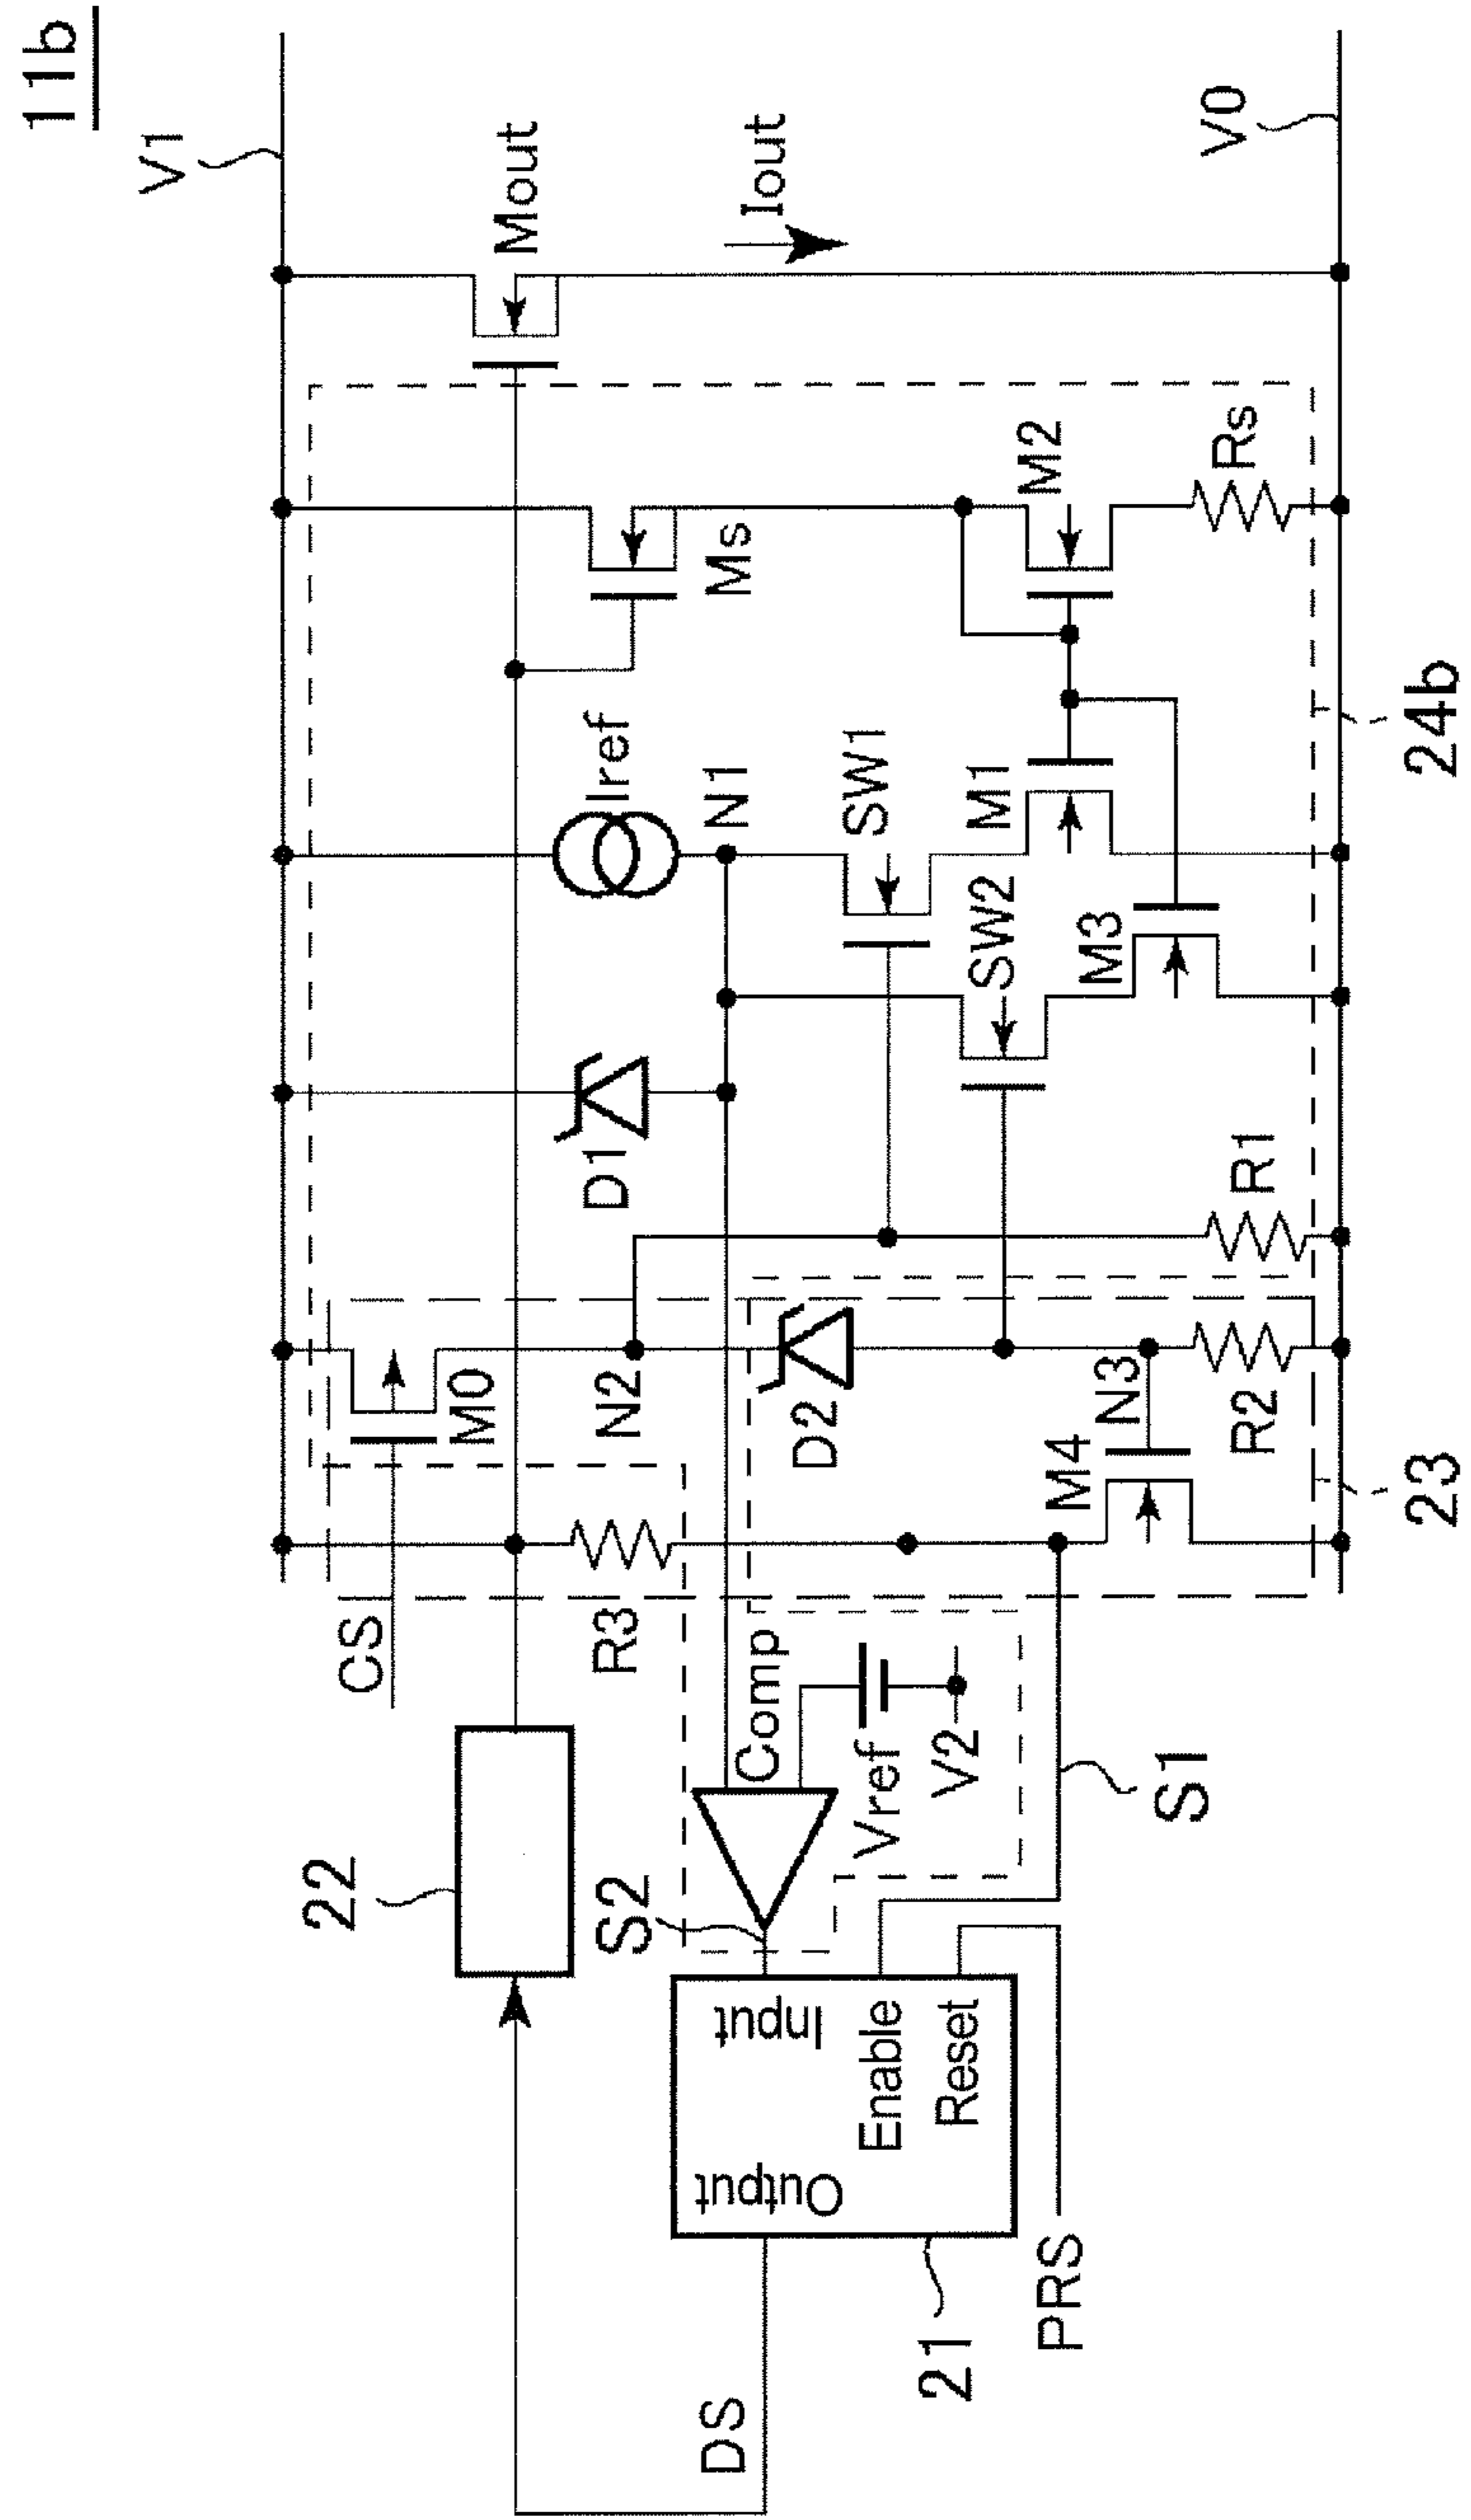 11b
V1
V0
Mout
Iout
Ms
M2
Rs
24b
Iref
N1
SW1
M1
SW2
M3
D1
R1
M0
N2
D2
N3
R2
M4
23
CS
R3
Comp
Vref
V2
S1
22
S2
Input
Enable
Reset
Output
21
PRS
DS